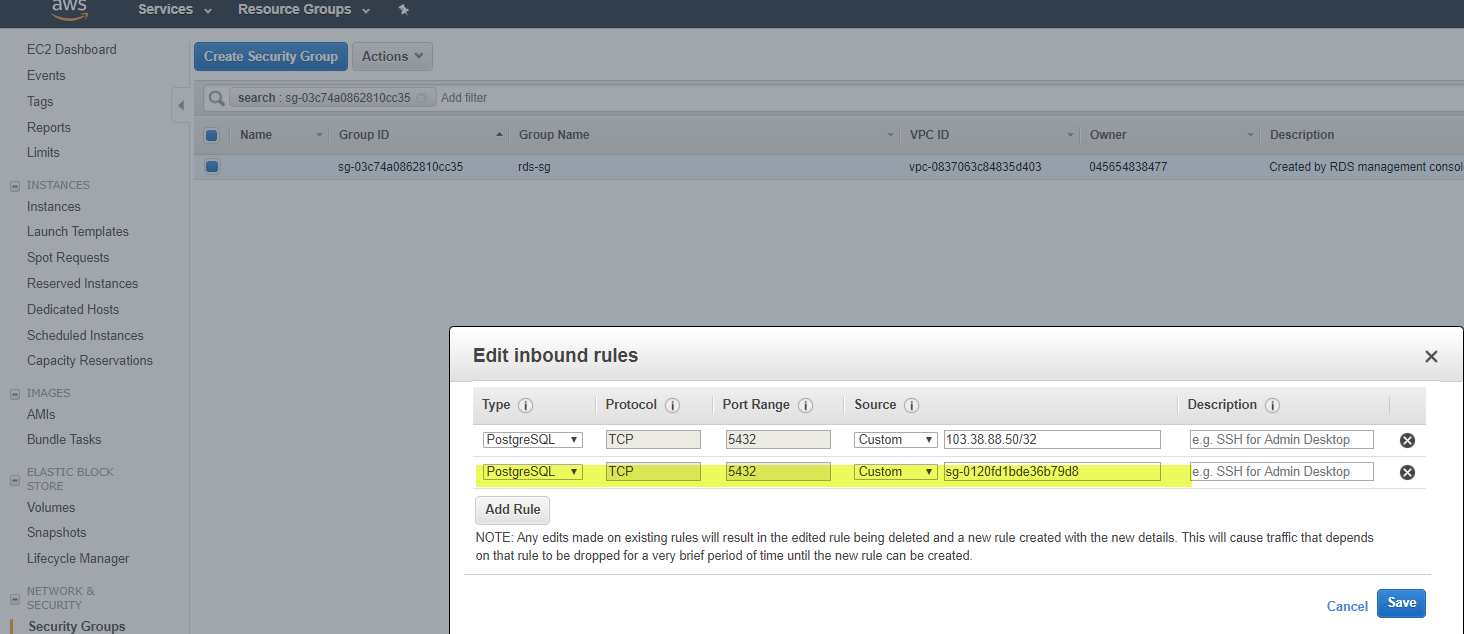 aws Services Resource Groups
EC2 Dashboard
Events
Tags
Reports
Limits
INSTANCES
Instances
Launch Templates
Spot Requests
Reserved Instances
Dedicated Hosts
Scheduled Instances
Capacity Reservations
IMAGES
AMIs
Bundle Tasks
ELASTIC BLOCK
STORE
Volumes
Snapshots
Lifecycle Manager
NETWORK &
SECURITY
Security Groups
Create Security Group Actions
search : sg-03c74a0862810cc35 Add filter
Name Group ID Group Name VPC ID Owner Description
sg-03c74a0862810cc35 rds-sg vpc-0837063c84835d403 045654838477 Created by RDS management consol
Edit inbound rules
Type Protocol Port Range Source Description
PostgreSQL TCP 5432 Custom 103.38.88.50/32 e.g. SSH for Admin Desktop
PostgreSQL TCP 5432 Custom sg-0120fd1bde36b79d8 e.g. SSH for Admin Desktop
Add Rule
NOTE: Any edits made on existing rules will result in the edited rule being deleted and a new rule created with the new details. This will cause traffic that depends
on that rule to be dropped for a very brief period of time until the new rule can be created.
Cancel Save